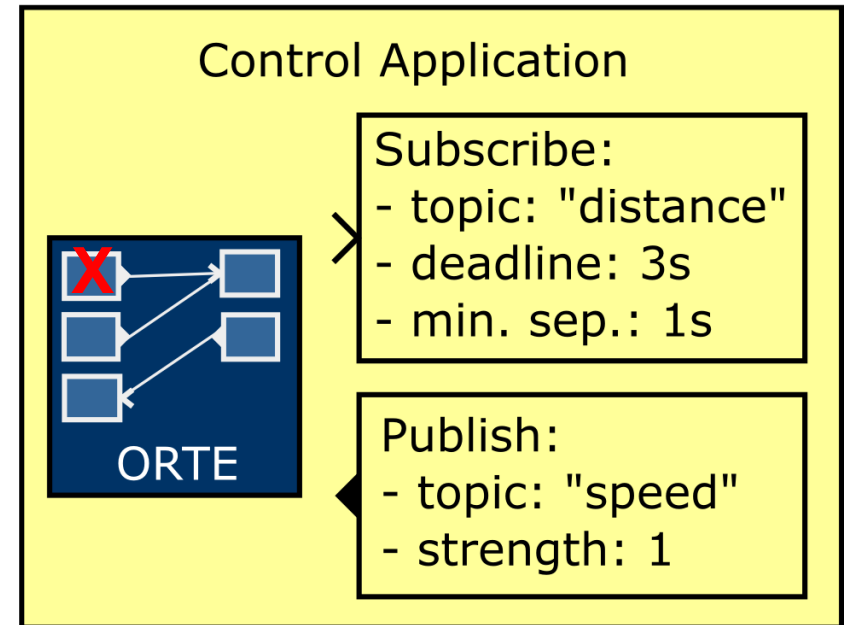 Control Application
Subscribe:
- topic: "distance"
- deadline: 3s
- min. sep.: 1s
X
ORTE
Publish:
- topic: "speed"
- strength: 1